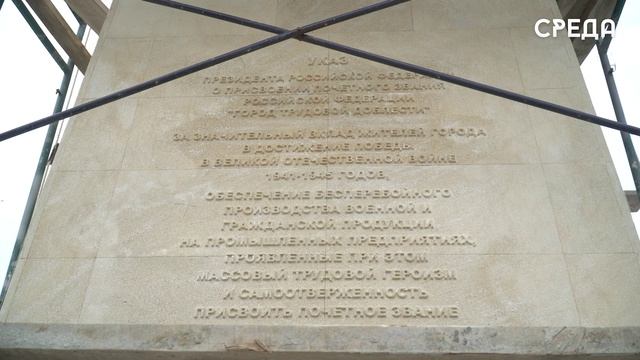 СРЕДА
УКАЗ
ПРЕЗИДЕНТА РОССИЙСКОЙ ФЕДЕРАЦИИ
О ПРИСВОЕНИИ ПОЧЕТНОГО ЗВАНИЯ
РОССИЙСКОЙ ФЕДЕРАЦИИ
"ГОРОД ТРУДОВОЙ ДОБЛЕСТИ"
ЗА ЗНАЧИТЕЛЬНЫЙ ВКЛАД ЖИТЕЛЕЙ ГОРОДА
В ДОСТИЖЕНИЕ ПОБЕДЫ
В ВЕЛИКОЙ ОТЕЧЕСТВЕННОЙ ВОЙНЕ
1941-1945 ГОДОВ,
ОБЕСПЕЧЕНИЕ БЕСПЕРЕБОЙНОГО
ПРОИЗВОДСТВА ВОЕННОЙ И
ГРАЖДАНСКОЙ ПРОДУКЦИИ
НА ПРОМЫШЛЕННЫХ ПРЕДПРИЯТИЯХ,
ПРОЯВЛЕННЫЕ ПРИ ЭТОМ
МАССОВЫЙ ТРУДОВОЙ ГЕРОИЗМ
И САМООТВЕРЖЕННОСТЬ
ПРИСВОИТЬ ПОЧЕТНОЕ ЗВАНИЕ